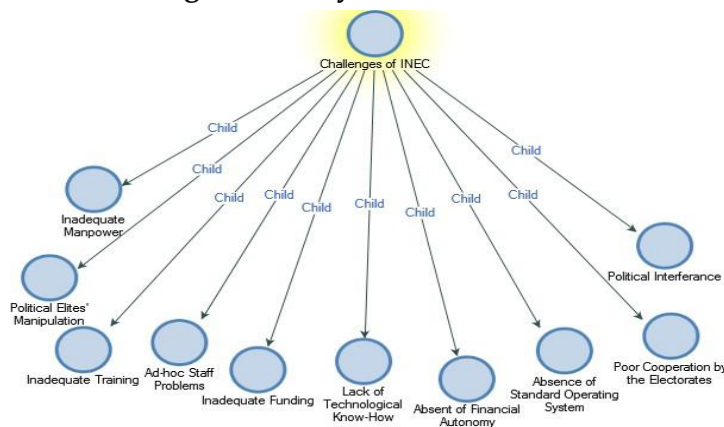 Challenges of INEC
Child
Child
Child
Child
Child
Child
Child
Child
Child
Child
Inadequate
Manpower
Political Elites'
Manipulation
Inadequate Training
Ad-hoc Staff
Problems
Inadequate Funding
Lack of
Technological
Know-How
Absent of Financial
Autonomy
Absence of
Standard Operating
System
Poor Cooperation by
the Electorates
Political Interferance